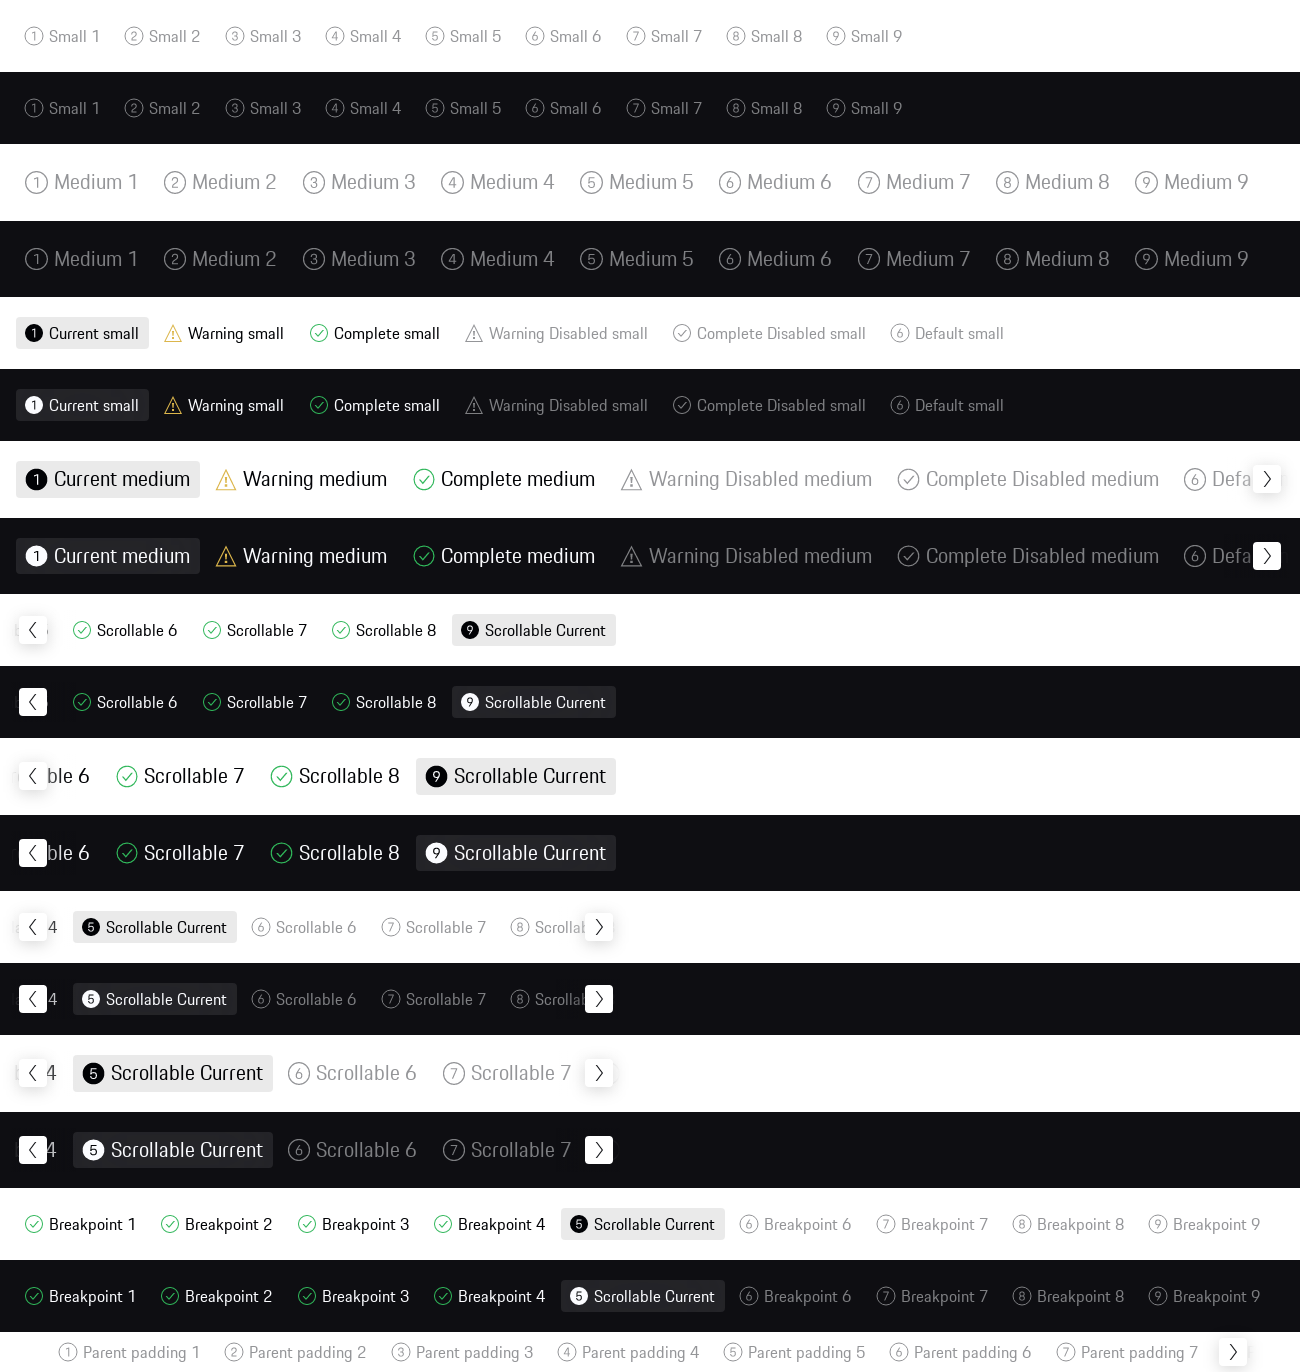 1 Small 1 2 Small 2 3 Small 3 4 Small 4 5 Small 5 6 Small 6 7 Small 7 8 Small 8 9 Small 9
1 Small 1 2 Small 2 3 Small 3 4 Small 4 5 Small 5 6 Small 6 7 Small 7 8 Small 8 9 Small 9
1 Medium 1 2 Medium 2 3 Medium 3 4 Medium 4 5 Medium 5 6 Medium 6 7 Medium 7 8 Medium 8 9 Medium 9
1 Medium 1 2 Medium 2 3 Medium 3 4 Medium 4 5 Medium 5 6 Medium 6 7 Medium 7 8 Medium 8 9 Medium 9
1 Current small Warning small Complete small Warning Disabled small Complete Disabled small 6 Default small
1 Current small Warning small Complete small Warning Disabled small Complete Disabled small 6 Default small
1 Current medium Warning medium Complete medium Warning Disabled medium Complete Disabled medium 6 Defa
1 Current medium Warning medium Complete medium Warning Disabled medium Complete Disabled medium 6 Defa
Scrollable 6 Scrollable 7 Scrollable 8 9 Scrollable Current
Scrollable 6 Scrollable 7 Scrollable 8 9 Scrollable Current
ble 6 Scrollable 7 Scrollable 8 9 Scrollable Current
ble 6 Scrollable 7 Scrollable 8 9 Scrollable Current
4 5 Scrollable Current 6 Scrollable 6 7 Scrollable 7 8 Scrollab
4 5 Scrollable Current 6 Scrollable 6 7 Scrollable 7 8 Scrollab
4 5 Scrollable Current 6 Scrollable 6 7 Scrollable 7
4 5 Scrollable Current 6 Scrollable 6 7 Scrollable 7
Breakpoint 1 Breakpoint 2 Breakpoint 3 Breakpoint 4 5 Scrollable Current 6 Breakpoint 6 7 Breakpoint 7 8 Breakpoint 8 9 Breakpoint 9
Breakpoint 1 Breakpoint 2 Breakpoint 3 Breakpoint 4 5 Scrollable Current 6 Breakpoint 6 7 Breakpoint 7 8 Breakpoint 8 9 Breakpoint 9
1 Parent padding 1 2 Parent padding 2 3 Parent padding 3 4 Parent padding 4 5 Parent padding 5 6 Parent padding 6 7 Parent padding 7